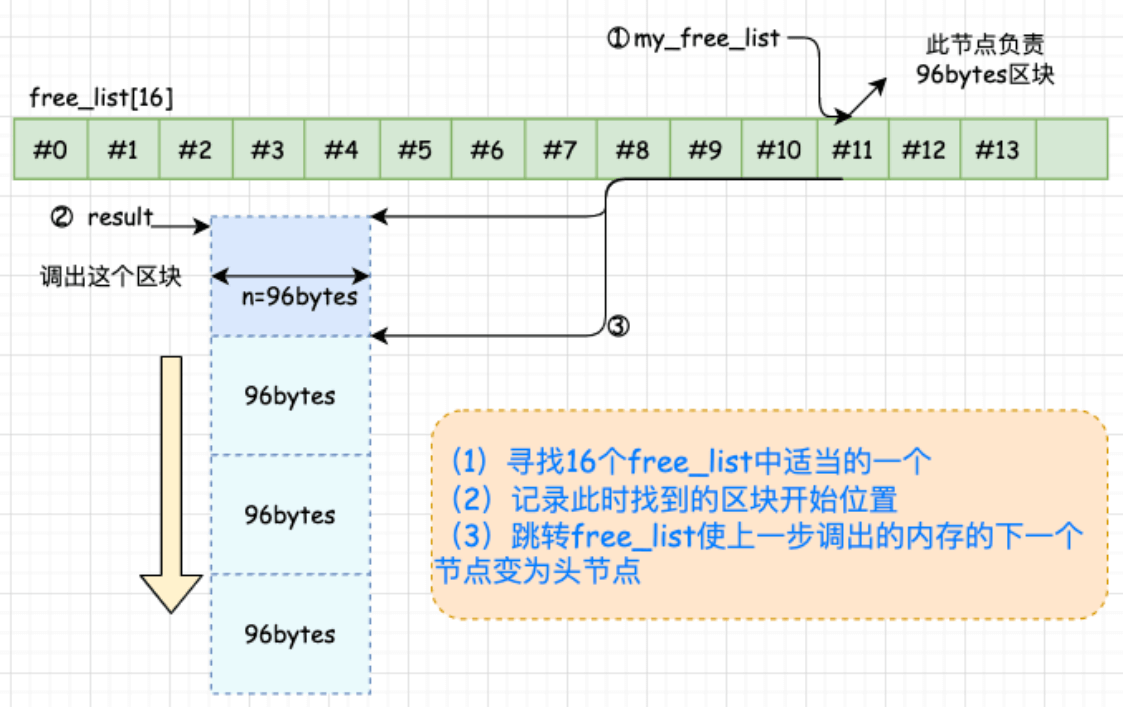 ①my_free_list
此节点负责
96bytes区块
free_list[16]
#0 #1 #2 #3 #4 #5 #6 #7 #8 #9 #10 #11 #12 #13
② result
调出这个区块
n=96bytes
③
96bytes
96bytes
96bytes
（1）寻找16个free_list中适当的一个
（2）记录此时找到的区块开始位置
（3）跳转free_list使上一步调出的内存的下一个
节点变为头节点